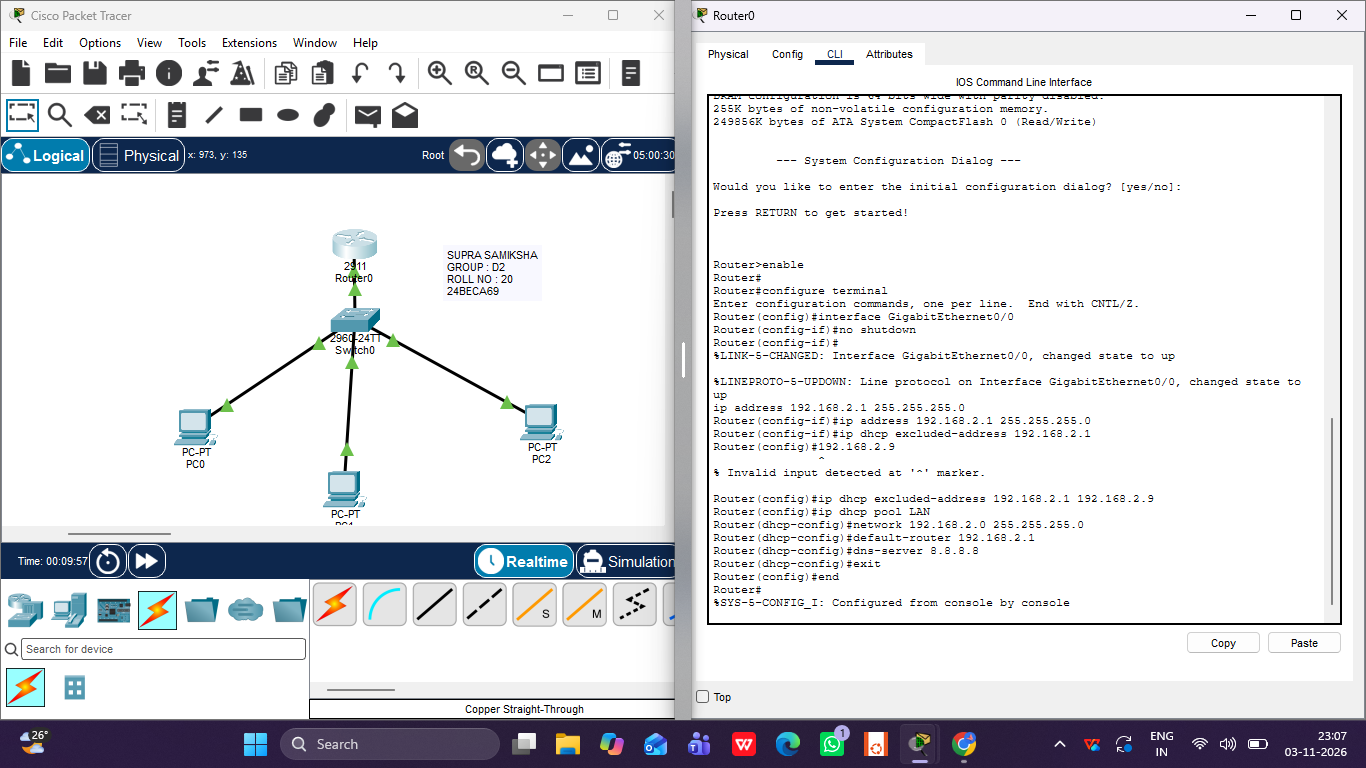 Cisco Packet Tracer
File Edit Options View Tools Extensions Window Help
Logical Physical x: 973, y: 135 Root 05:00:30
2911
Router0
SUPRA SAMIKSHA
GROUP : D2
ROLL NO : 20
24BECA69
2960-24TT
Switch0
PC-PT
PC0
PC-PT
PC2
PC-PT
Time: 00:09:57 Realtime Simulation
S M
Search for device
Copper Straight-Through
Router0
Physical Config CLI Attributes
IOS Command Line Interface
DRAM configuration is 64 bits wide with parity disabled.
255K bytes of non-volatile configuration memory.
249856K bytes of ATA System CompactFlash 0 (Read/Write)
--- System Configuration Dialog ---
Would you like to enter the initial configuration dialog? [yes/no]:
Press RETURN to get started!
Router>enable
Router#
Router#configure terminal
Enter configuration commands, one per line. End with CNTL/Z.
Router(config)#interface GigabitEthernet0/0
Router(config-if)#no shutdown
Router(config-if)#
%LINK-5-CHANGED: Interface GigabitEthernet0/0, changed state to up
%LINEPROTO-5-UPDOWN: Line protocol on Interface GigabitEthernet0/0, changed state to
up
ip address 192.168.2.1 255.255.255.0
Router(config-if)#ip address 192.168.2.1 255.255.255.0
Router(config-if)#ip dhcp excluded-address 192.168.2.1
Router(config)#192.168.2.9
^
% Invalid input detected at '^' marker.
Router(config)#ip dhcp excluded-address 192.168.2.1 192.168.2.9
Router(config)#ip dhcp pool LAN
Router(dhcp-config)#network 192.168.2.0 255.255.255.0
Router(dhcp-config)#default-router 192.168.2.1
Router(dhcp-config)#dns-server 8.8.8.8
Router(dhcp-config)#exit
Router(config)#end
Router#
%SYS-5-CONFIG_I: Configured from console by console
Copy Paste
Top
26°
Search
1
ENG
IN
23:07
03-11-2026